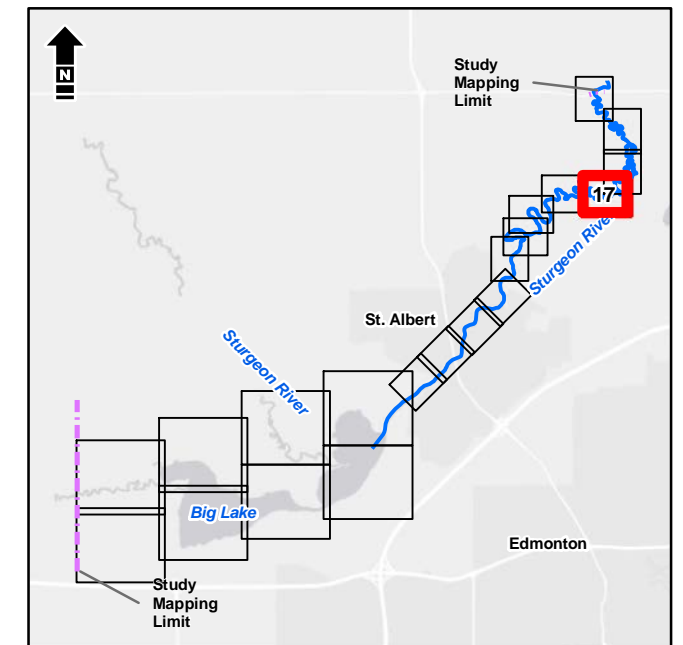 N
Study
Mapping
Limit
17
Sturgeon River
St. Albert
Sturgeon River
Big Lake
Edmonton
Study
Mapping
Limit